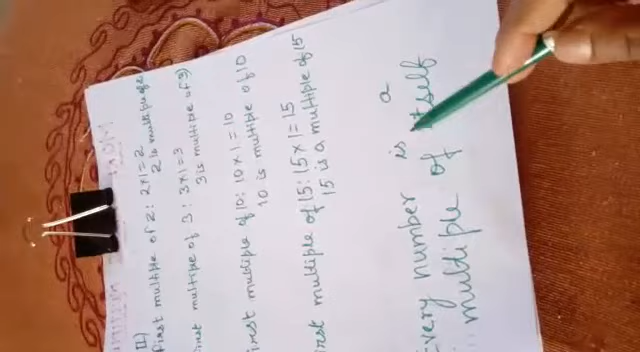 II)
First multiple of 2: 2×1=2
2 is multiple of 2
First multiple of 3: 3×1=3
3 is multiple of 3)
irst multiple of 10: 10×1=10
10 is multiple of 10
rst multiple of 15: 15×1=15
15 is a multiple of 15
Every number is a
multiple of itself